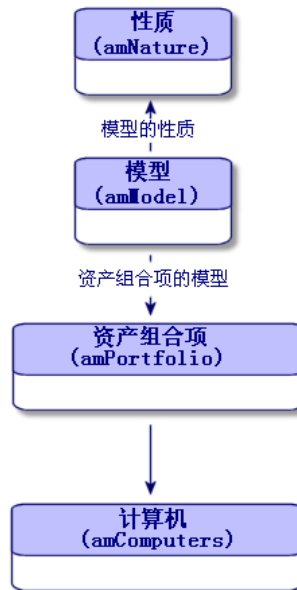 性质
(amNature)
模型的性质
模型
(amModel)
资产组合项的模型
资产组合项
(amPortfolio)
计算机
(amComputers)